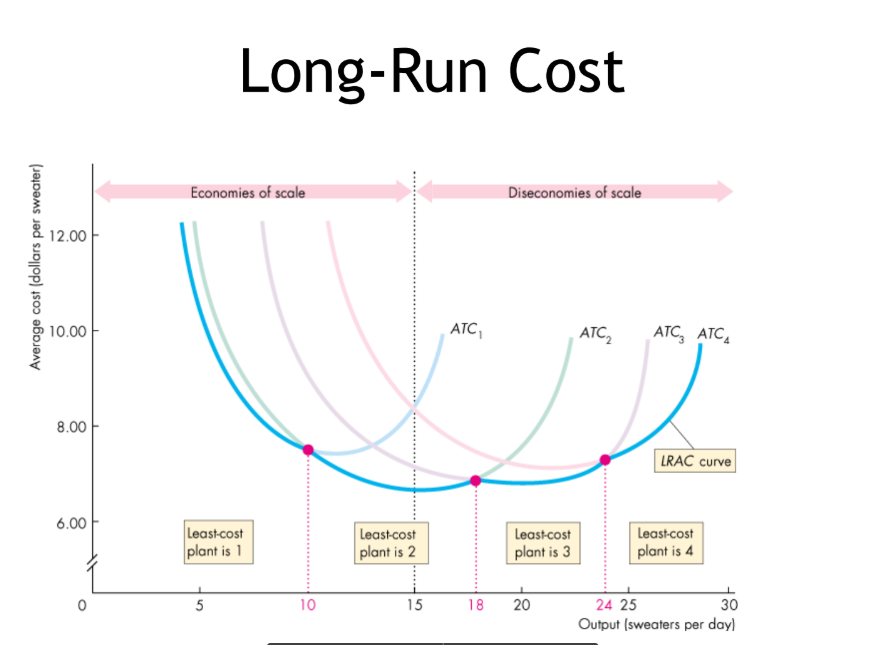 Long-Run Cost
Average cost (dollars per sweater)
Economies of scale
Diseconomies of scale
12.00
10.00
8.00
6.00
ATC1
ATC2
ATC3
ATC4
LRAC curve
Least-cost
plant is 1
Least-cost
plant is 2
Least-cost
plant is 3
Least-cost
plant is 4
0
5
10
15
18
20
24
25
30
Output (sweaters per day)